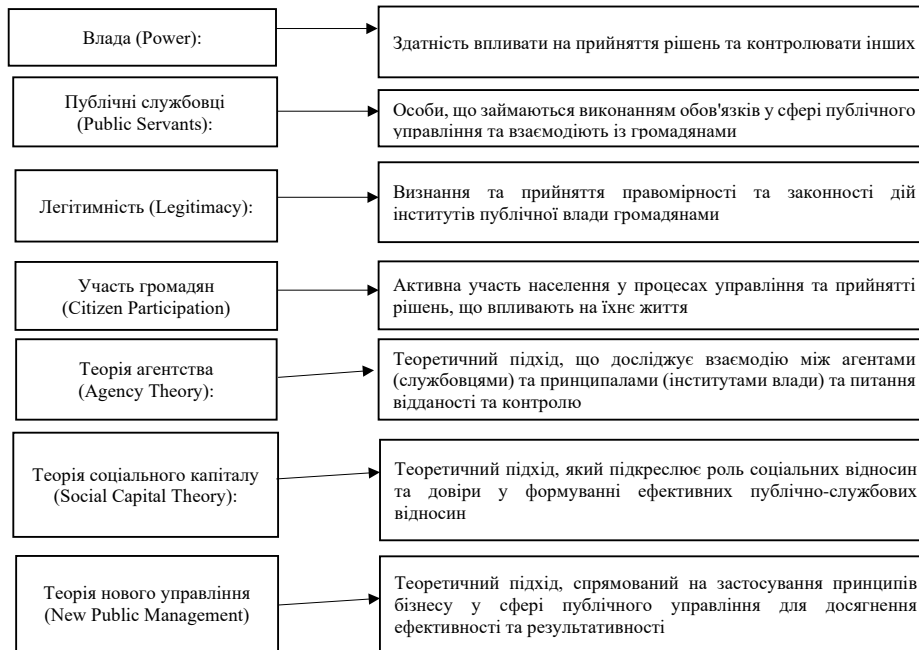 Влада (Power):
Здатність впливати на прийняття рішень та контролювати інших
Публічні службовці
(Public Servants):
Особи, що займаються виконанням обов'язків у сфері публічного
управління та взаємодіють із громадянами
Легітимність (Legitimacy):
Визнання та прийняття правомірності та законності дій
інститутів публічної влади громадянами
Участь громадян
(Citizen Participation)
Активна участь населення у процесах управління та прийнятті
рішень, що впливають на їхнє життя
Теорія агентства
(Agency Theory):
Теоретичний підхід, що досліджує взаємодію між агентами
(службовцями) та принципалами (інститутами влади) та питання
відданості та контролю
Теорія соціального капіталу
(Social Capital Theory):
Теоретичний підхід, який підкреслює роль соціальних відносин
та довіри у формуванні ефективних публічно-службових
відносин
Теорія нового управління
(New Public Management)
Теоретичний підхід, спрямований на застосування принципів
бізнесу у сфері публічного управління для досягнення
ефективності та результативності